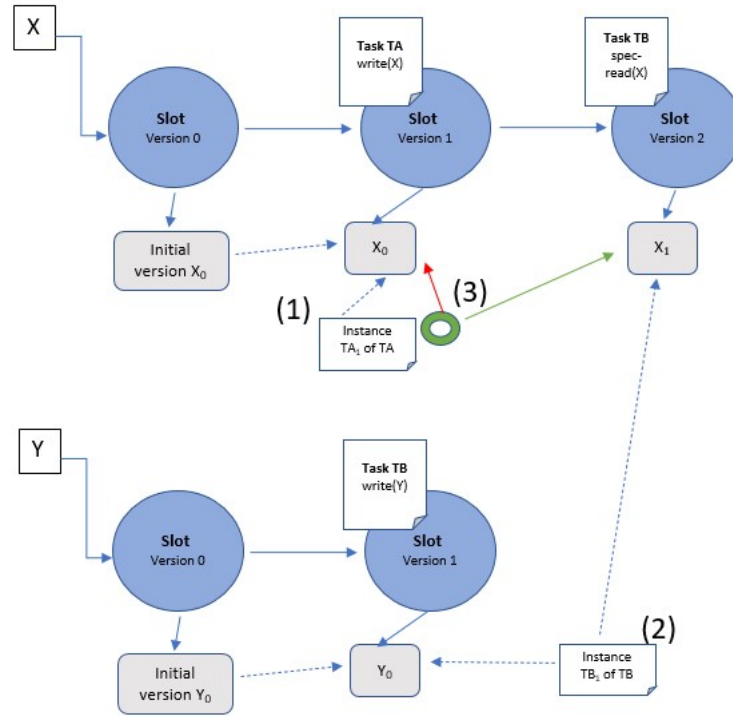 X
Task TA
write(X)
Task TB
spec-
read(X)
Slot
Version 0
Slot
Version 1
Slot
Version 2
Initial
version X₀
X₀
X₁
(1)
(3)
Instance
TA₁ of TA
Y
Task TB
write(Y)
Slot
Version 0
Slot
Version 1
(2)
Initial
version Y₀
Y₀
Instance
TB₁ of TB